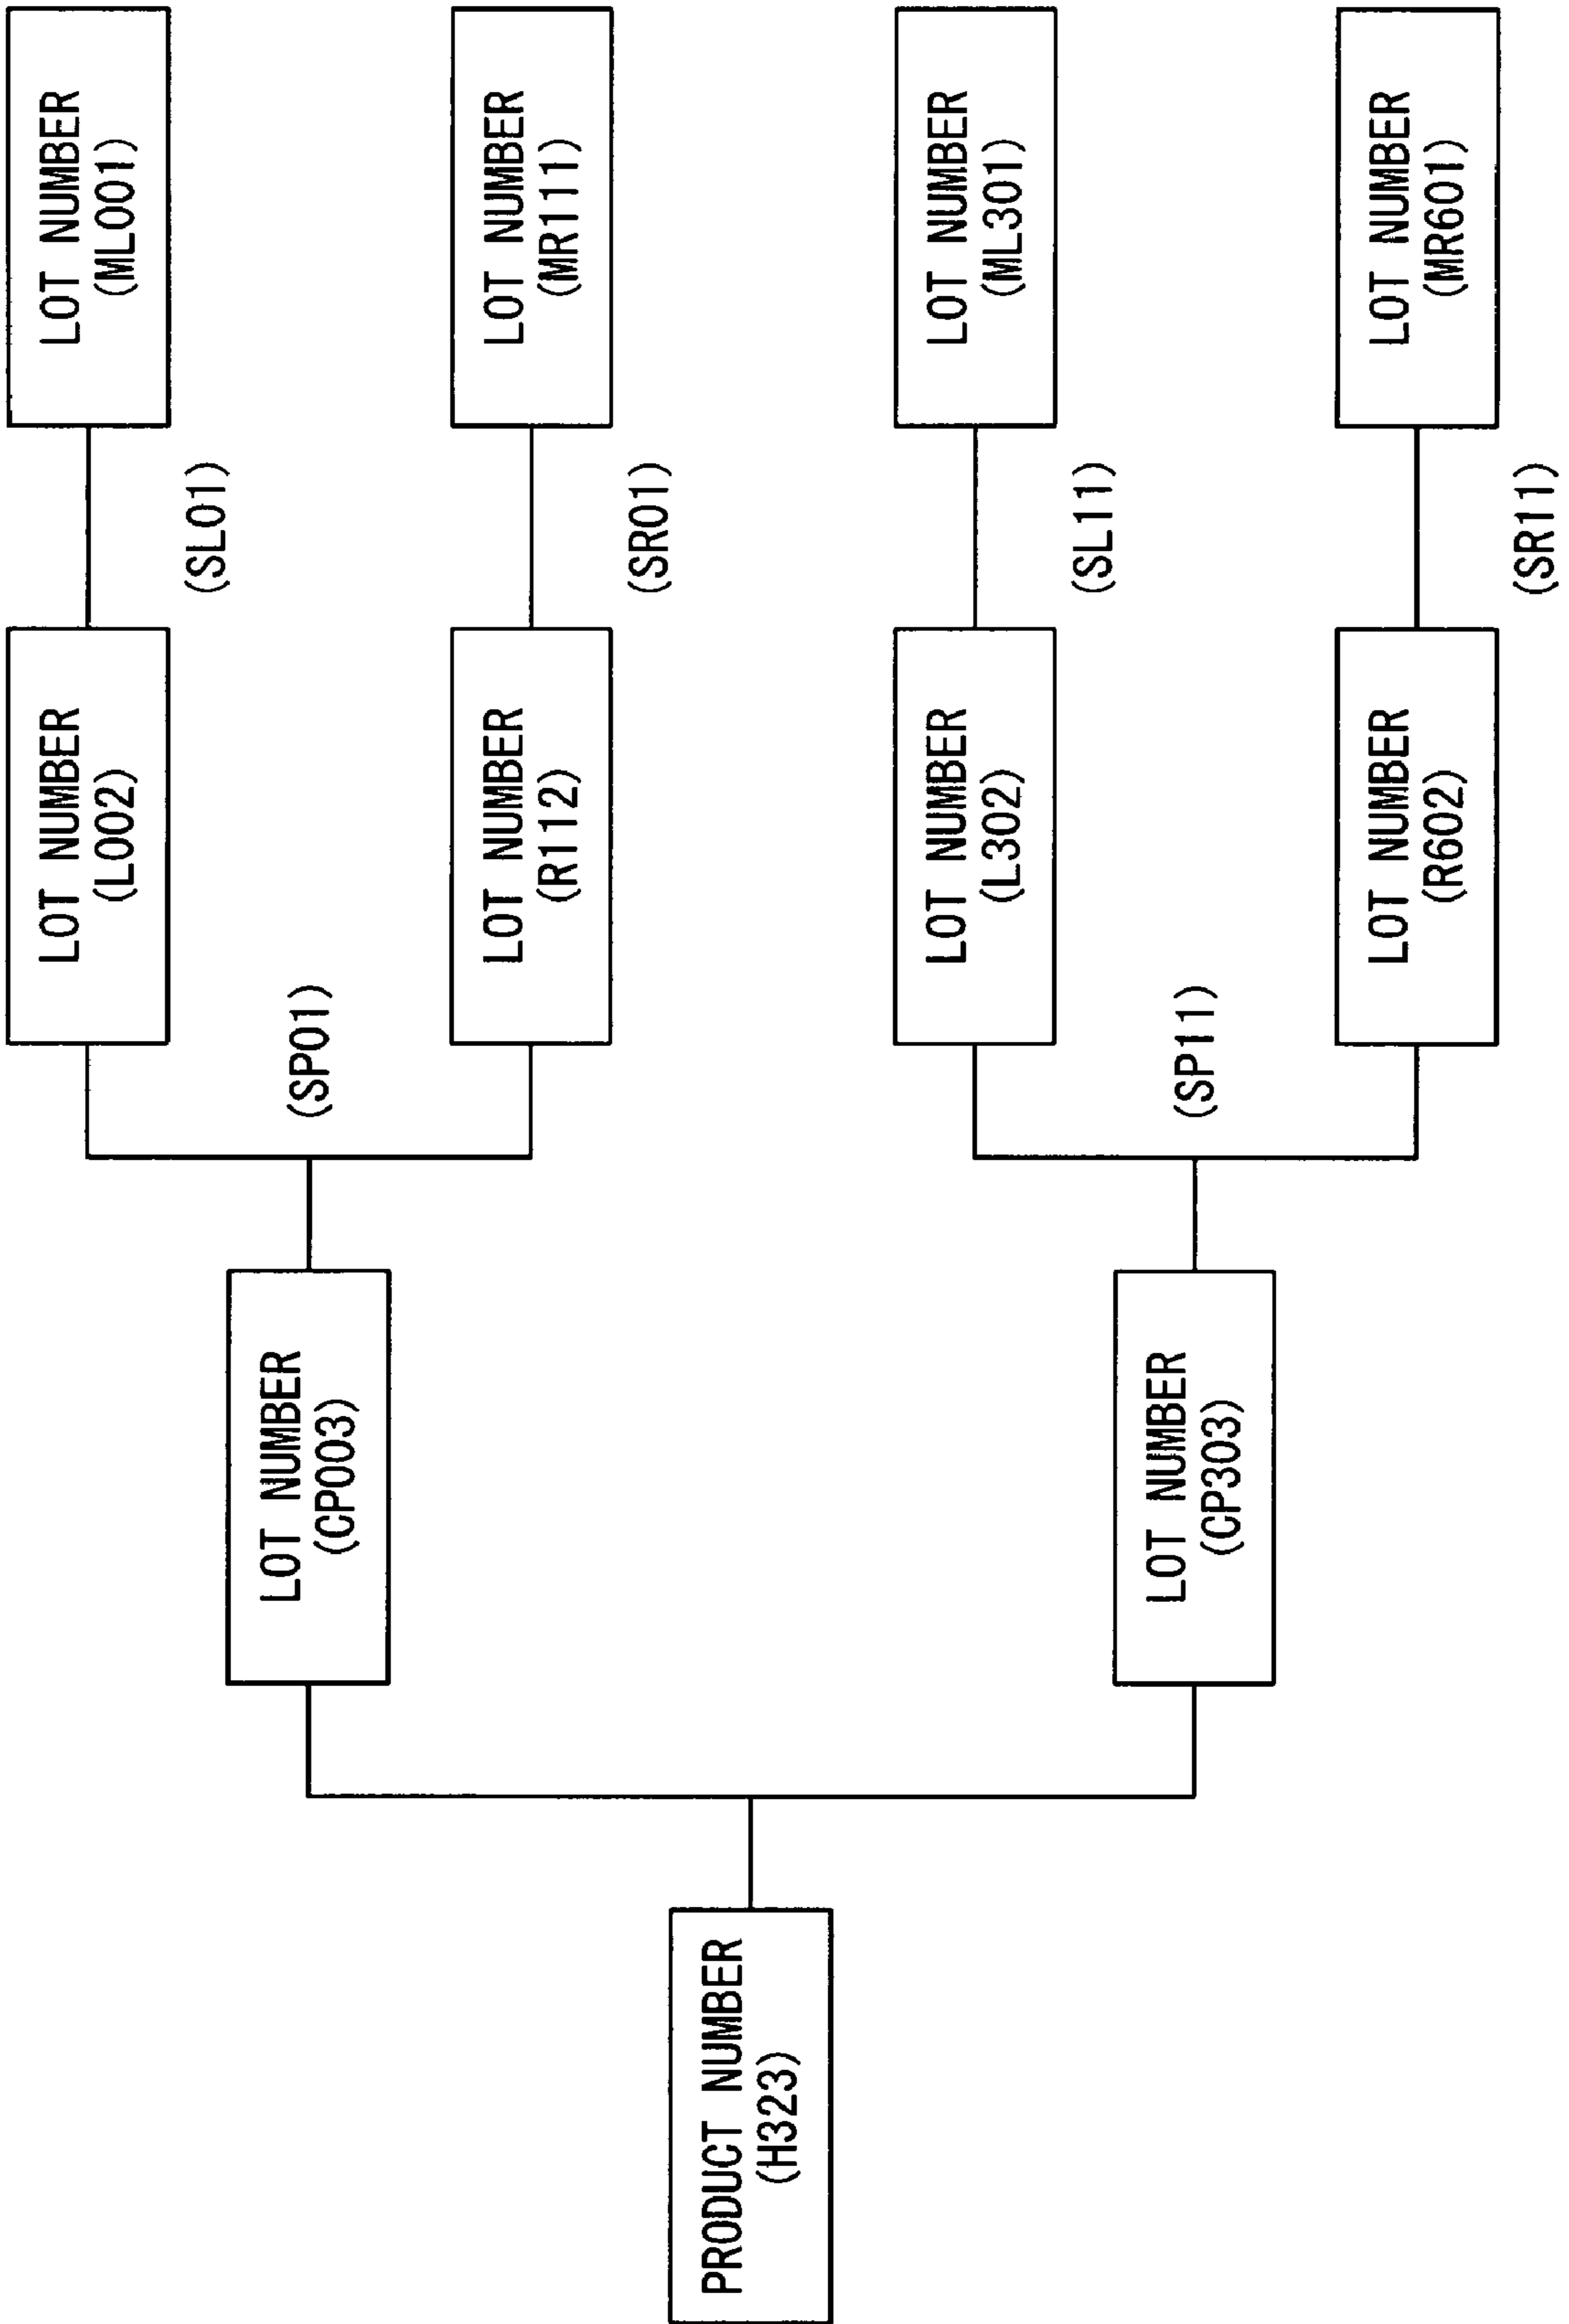 PRODUCT NUMBER
(H323)
LOT NUMBER
(CP003)
LOT NUMBER
(CP303)
(SP01)
(SP11)
LOT NUMBER
(L002)
LOT NUMBER
(R112)
LOT NUMBER
(L302)
LOT NUMBER
(R602)
(SL01)
(SR01)
(SL11)
(SR11)
LOT NUMBER
(ML001)
LOT NUMBER
(MR111)
LOT NUMBER
(ML301)
LOT NUMBER
(MR601)